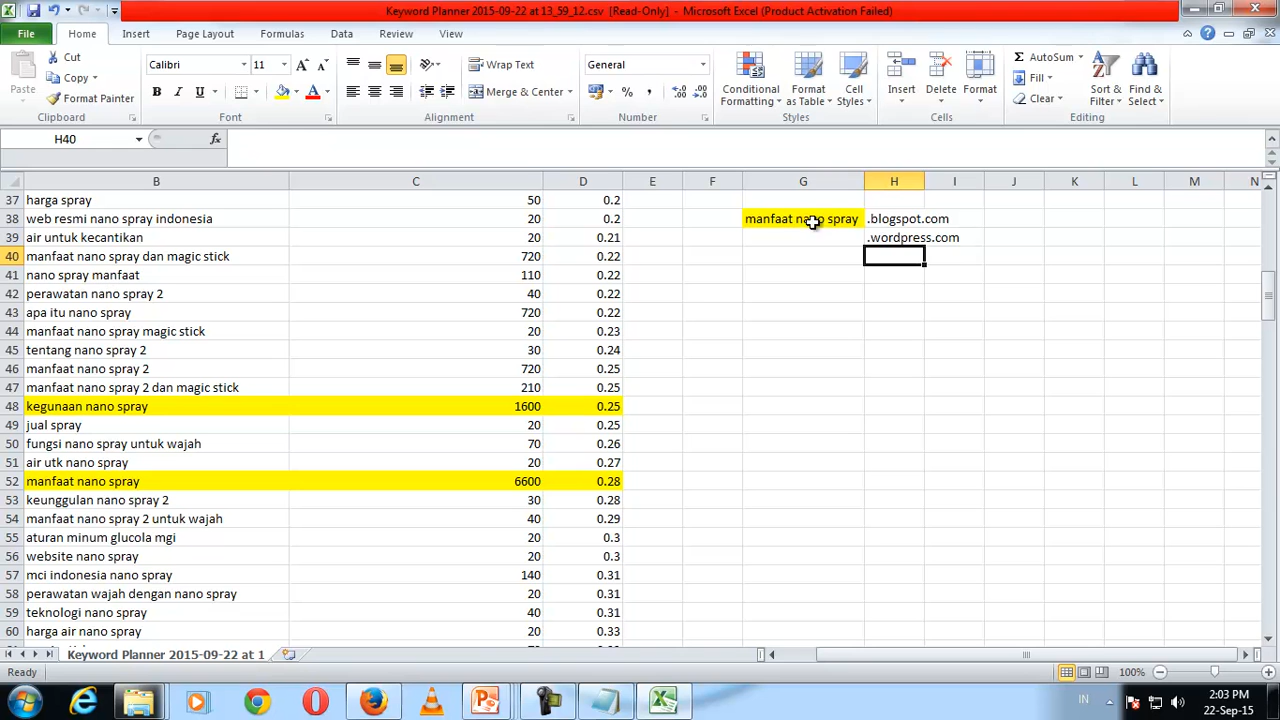 Keyword Planner 2015-09-22 at 13_59_12.csv [Read-Only] - Microsoft Excel (Product Activation Failed)
File Home Insert Page Layout Formulas Data Review View
Paste Cut Copy Format Painter Clipboard
Calibri 11 A A B I U A Font
Wrap Text Merge & Center Alignment
General % , Number
Conditional Formatting Format as Table Cell Styles Styles
Insert Delete Format Cells
AutoSum Fill Clear Sort & Filter Find & Select Editing
H40 fx
B C D E F G H I J K L M N
37 harga spray 50 0.2
38 web resmi nano spray indonesia 20 0.2 manfaat nano spray .blogspot.com
39 air untuk kecantikan 20 0.21 .wordpress.com
40 manfaat nano spray dan magic stick 720 0.22
41 nano spray manfaat 110 0.22
42 perawatan nano spray 2 40 0.22
43 apa itu nano spray 720 0.22
44 manfaat nano spray magic stick 20 0.23
45 tentang nano spray 2 30 0.24
46 manfaat nano spray 2 720 0.25
47 manfaat nano spray 2 dan magic stick 210 0.25
48 kegunaan nano spray 1600 0.25
49 jual spray 20 0.25
50 fungsi nano spray untuk wajah 70 0.26
51 air utk nano spray 20 0.27
52 manfaat nano spray 6600 0.28
53 keunggulan nano spray 2 30 0.28
54 manfaat nano spray 2 untuk wajah 40 0.29
55 aturan minum glucola mgi 20 0.3
56 website nano spray 20 0.3
57 mci indonesia nano spray 140 0.31
58 perawatan wajah dengan nano spray 20 0.31
59 teknologi nano spray 40 0.31
60 harga air nano spray 20 0.33
Keyword Planner 2015-09-22 at 1
Ready 100%
IN 2:03 PM
22-Sep-15